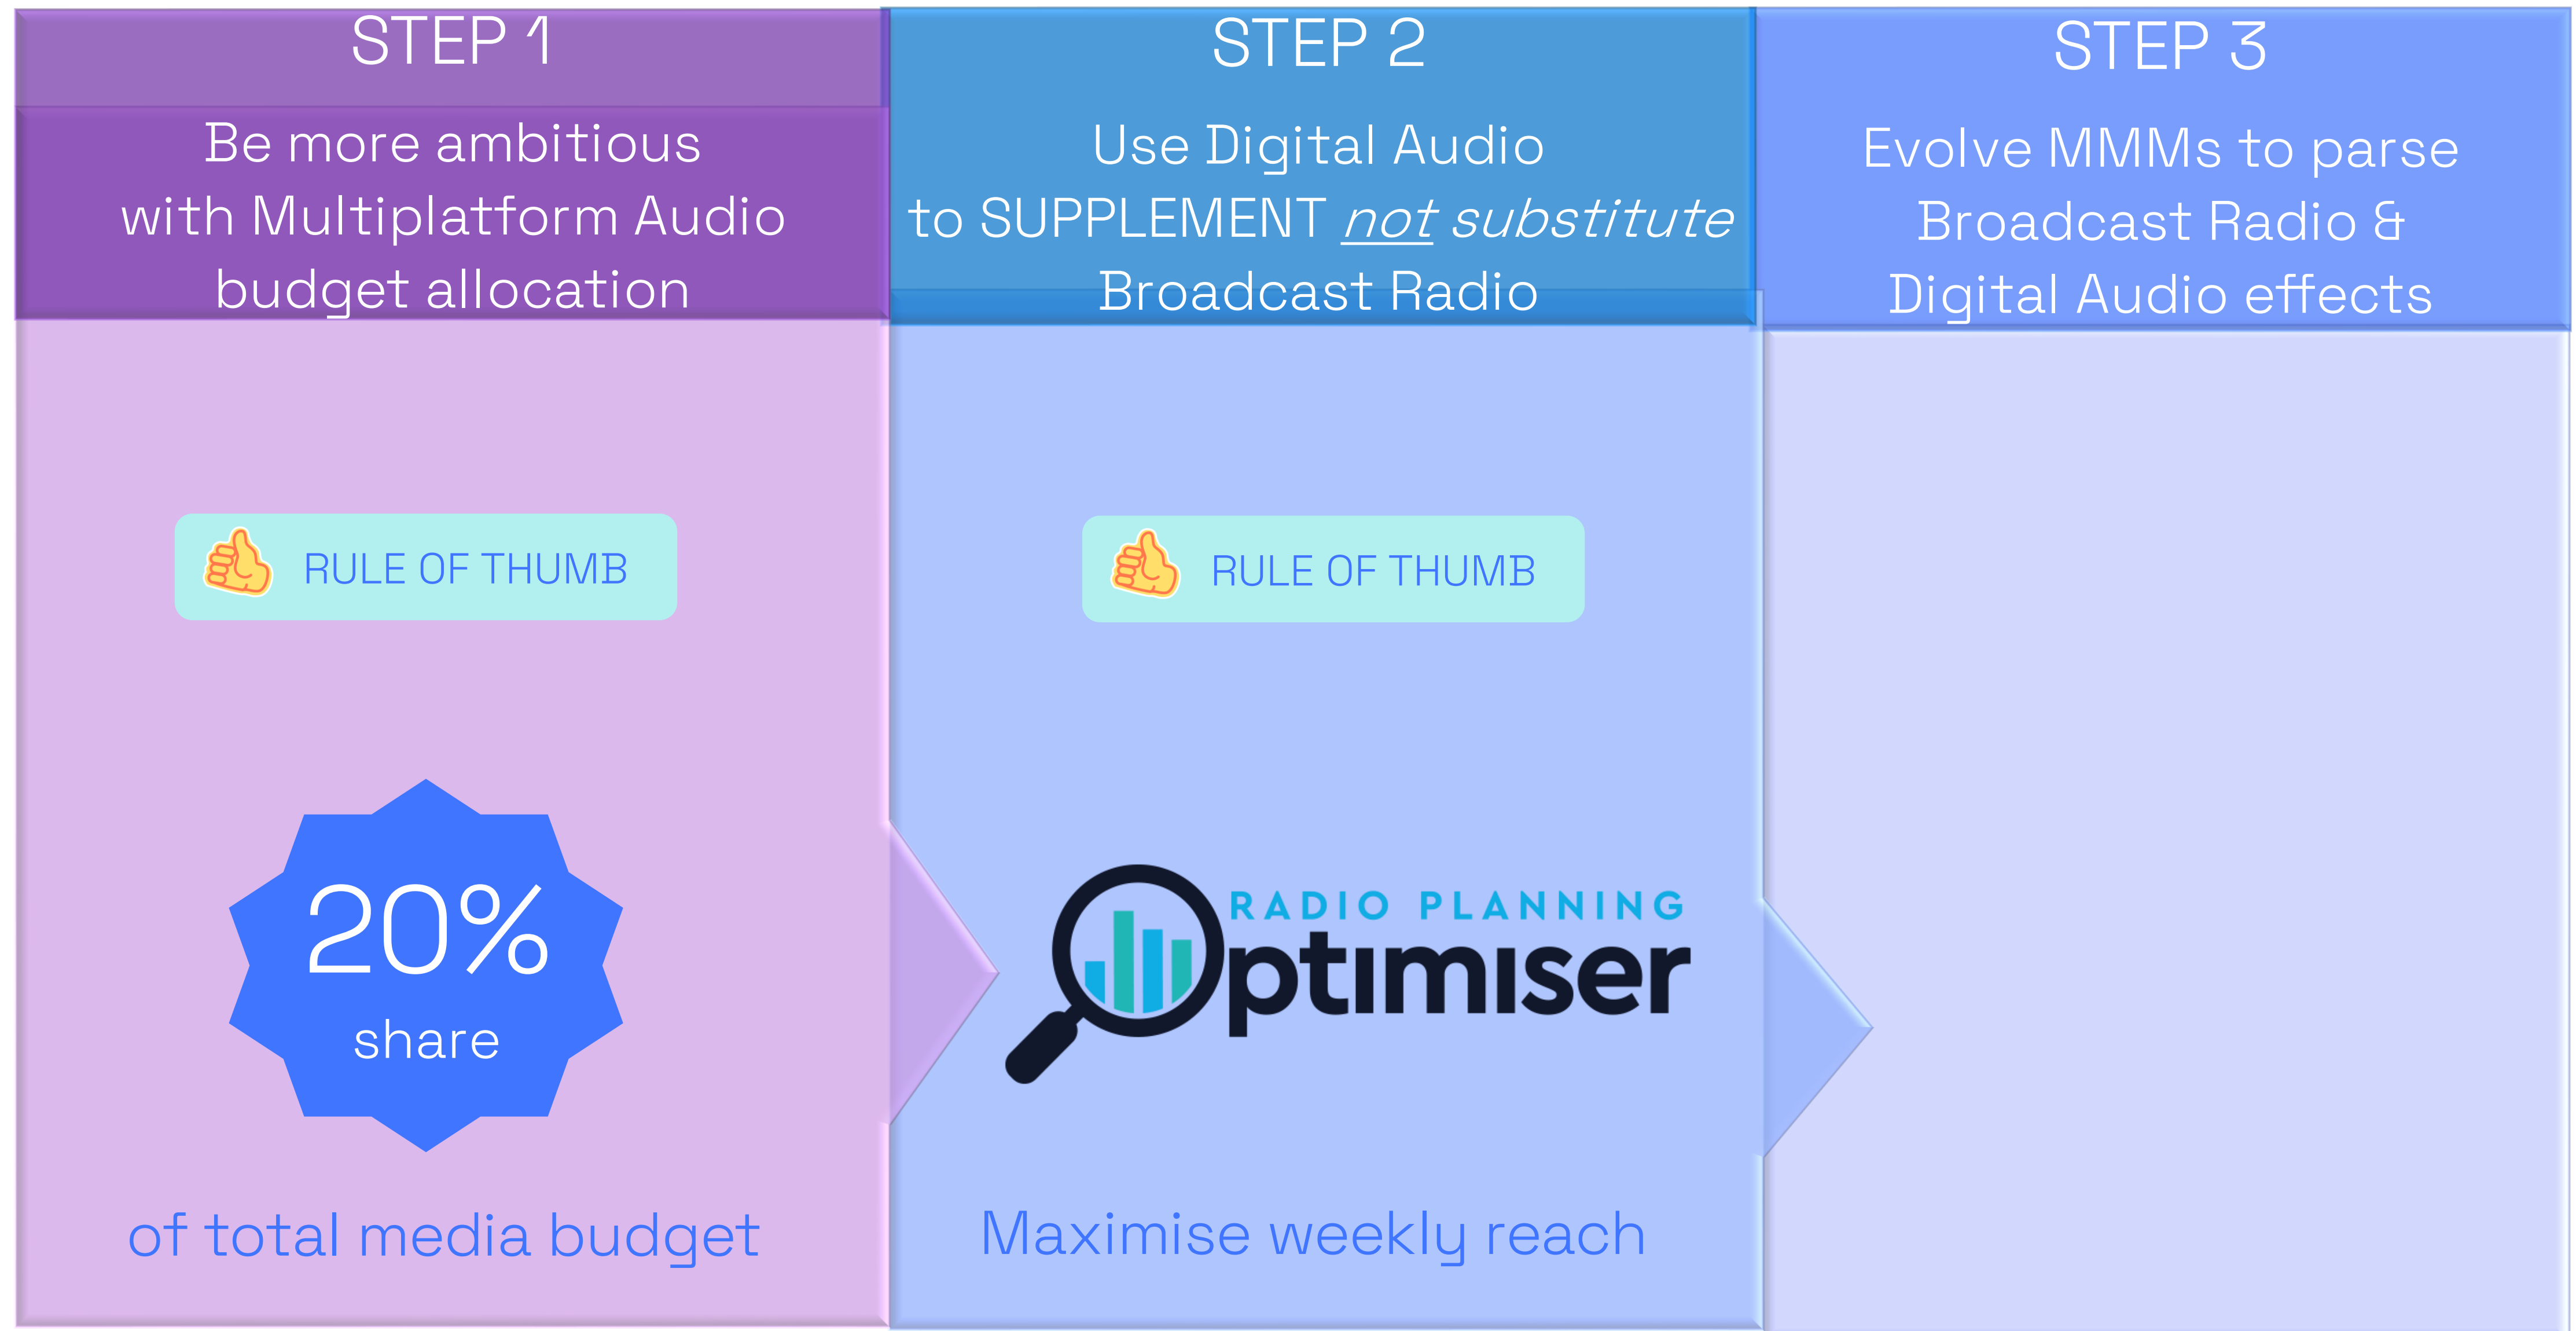 STEP 1
Be more ambitious
with Multiplatform Audio
budget allocation
RULE OF THUMB
20%
share
of total media budget
STEP 2
Use Digital Audio
to SUPPLEMENT not substitute
Broadcast Radio
RULE OF THUMB
RADIO PLANNING
Optimiser
Maximise weekly reach
STEP 3
Evolve MMMs to parse
Broadcast Radio &
Digital Audio effects